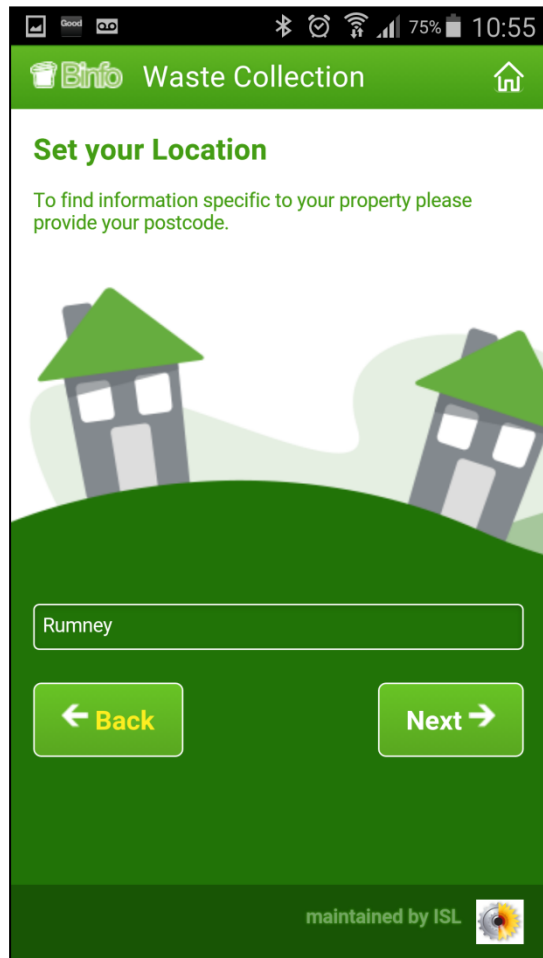 Good 75% 10:55
Binfo Waste Collection
Set your Location
To find information specific to your property please
provide your postcode.
Rumney
Back Next
maintained by ISL